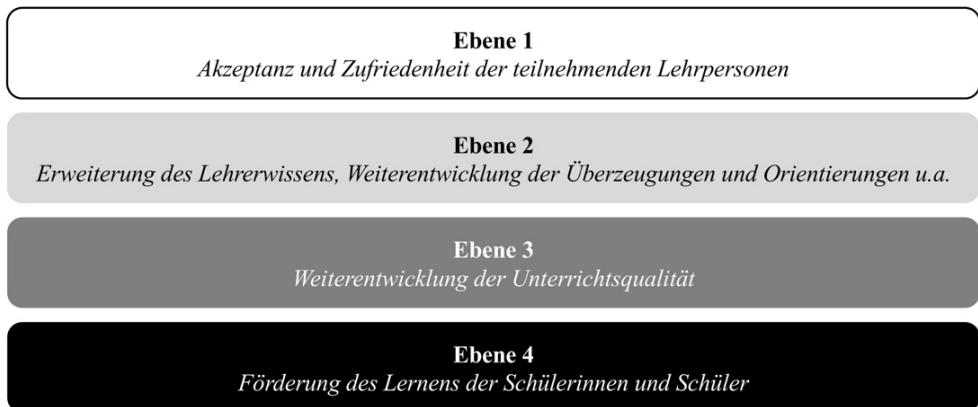 Ebene 1
Akzeptanz und Zufriedenheit der teilnehmenden Lehrpersonen
Ebene 2
Erweiterung des Lehrerwissens, Weiterentwicklung der Überzeugungen und Orientierungen u.a.
Ebene 3
Weiterentwicklung der Unterrichtsqualität
Ebene 4
Förderung des Lernens der Schülerinnen und Schüler